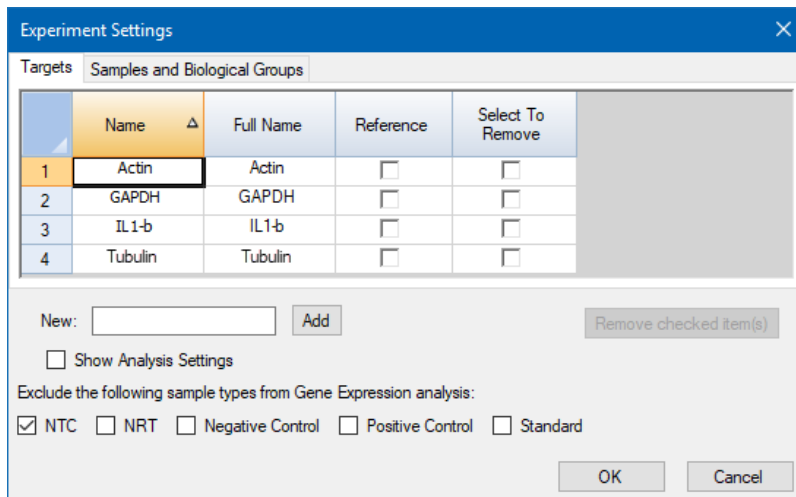 Experiment Settings
Targets Samples and Biological Groups
Name Full Name Reference Select To Remove
1 Actin Actin
2 GAPDH GAPDH
3 IL1-b IL1-b
4 Tubulin Tubulin
New: Add Remove checked item(s)
Show Analysis Settings
Exclude the following sample types from Gene Expression analysis:
NTC NRT Negative Control Positive Control Standard
OK Cancel